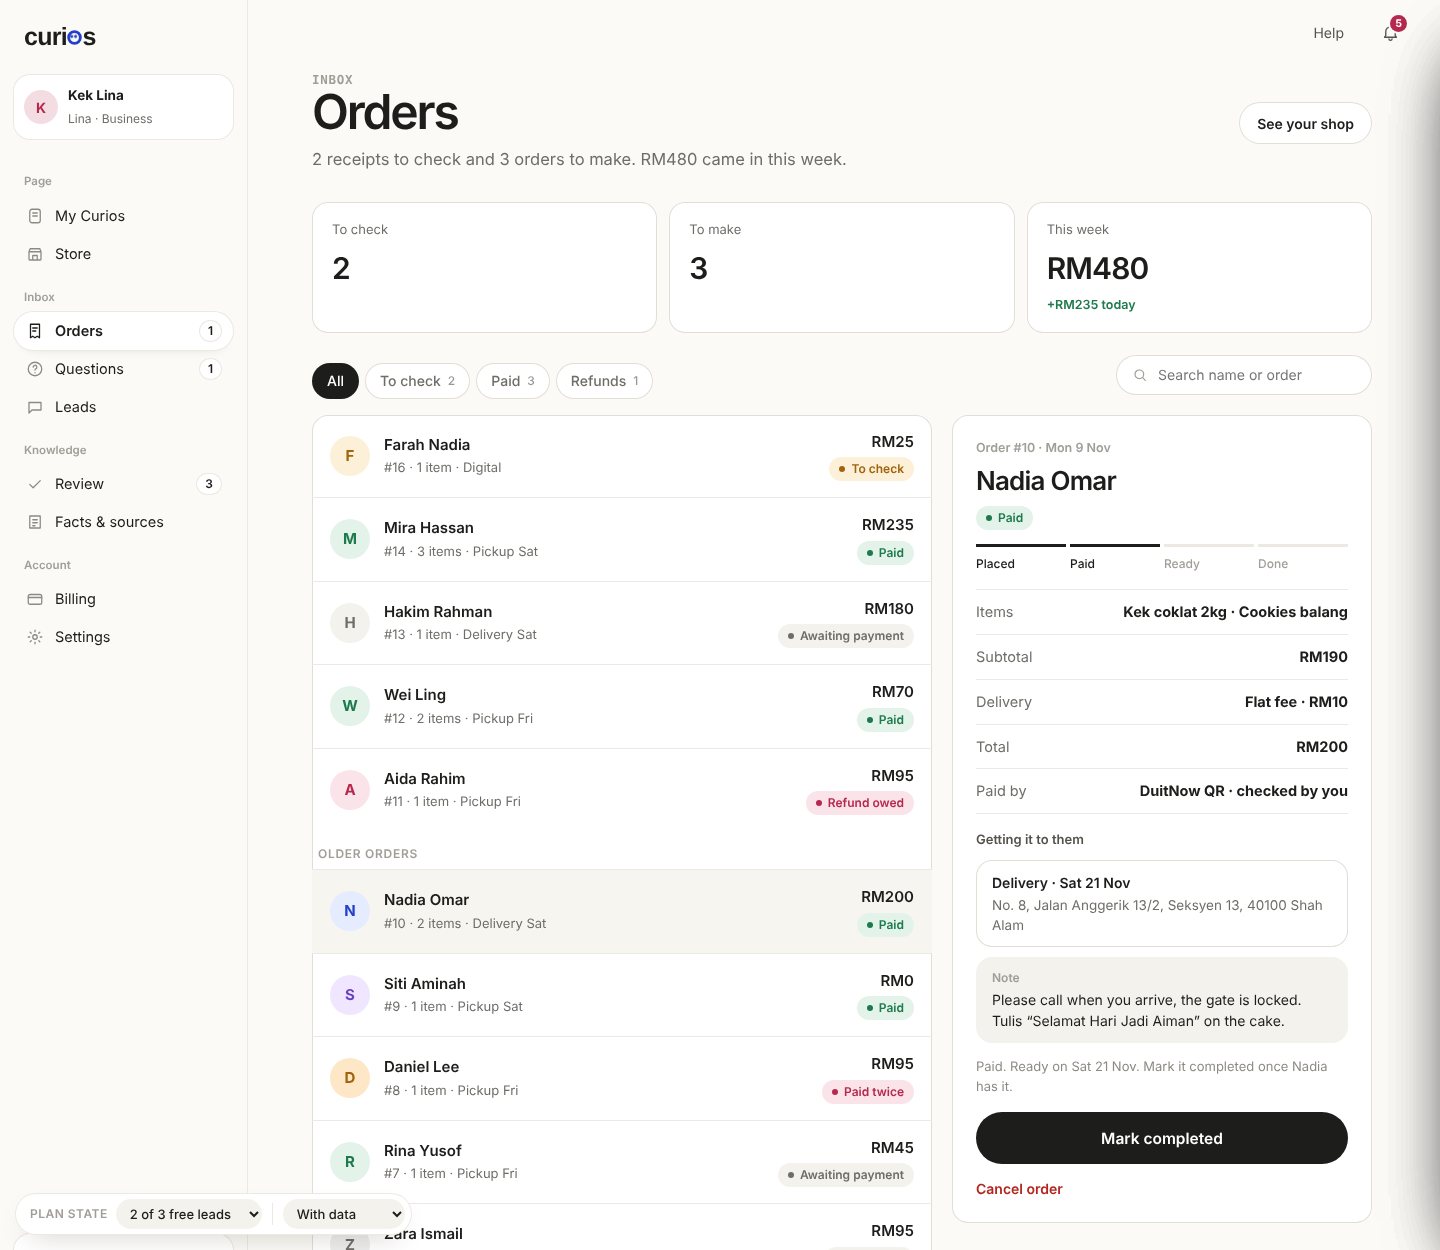 curios
K
Kek Lina
Lina · Business
Page
My Curios
Store
Inbox
Orders 1
Questions 1
Leads
Knowledge
Review 3
Facts & sources
Account
Billing
Settings
PLAN STATE 2 of 3 free leads With data
Help 5
INBOX
Orders
2 receipts to check and 3 orders to make. RM480 came in this week.
See your shop
To check
2
To make
3
This week
RM480
+RM235 today
All To check 2 Paid 3 Refunds 1
Search name or order
F
Farah Nadia RM25
#16 · 1 item · Digital To check
M
Mira Hassan RM235
#14 · 3 items · Pickup Sat Paid
H
Hakim Rahman RM180
#13 · 1 item · Delivery Sat Awaiting payment
W
Wei Ling RM70
#12 · 2 items · Pickup Fri Paid
A
Aida Rahim RM95
#11 · 1 item · Pickup Fri Refund owed
OLDER ORDERS
N
Nadia Omar RM200
#10 · 2 items · Delivery Sat Paid
S
Siti Aminah RM0
#9 · 1 item · Pickup Sat Paid
D
Daniel Lee RM95
#8 · 1 item · Pickup Fri Paid twice
R
Rina Yusof RM45
#7 · 1 item · Pickup Fri Awaiting payment
Z
Zara Ismail RM95
Order #10 · Mon 9 Nov
Nadia Omar
Paid
Placed Paid Ready Done
Items Kek coklat 2kg · Cookies balang
Subtotal RM190
Delivery Flat fee · RM10
Total RM200
Paid by DuitNow QR · checked by you
Getting it to them
Delivery · Sat 21 Nov
No. 8, Jalan Anggerik 13/2, Seksyen 13, 40100 Shah
Alam
Note
Please call when you arrive, the gate is locked.
Tulis “Selamat Hari Jadi Aiman” on the cake.
Paid. Ready on Sat 21 Nov. Mark it completed once Nadia
has it.
Mark completed
Cancel order